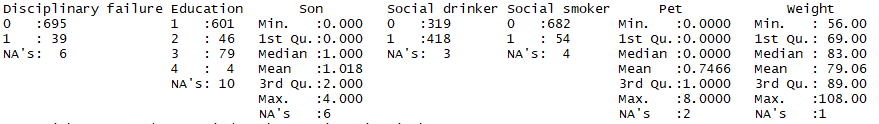 Disciplinary failure Education Son Social drinker Social smoker Pet Weight
0 :695 1 :601 Min. :0.000 0 :319 0 :682 Min. :0.0000 Min. : 56.00
1 : 39 2 : 46 1st Qu.:0.000 1 :418 1 : 54 1st Qu.:0.0000 1st Qu.: 69.00
NA's: 6 3 : 79 Median :1.000 NA's: 3 NA's: 4 Median :0.0000 Median : 83.00
4 : 4 Mean :1.018 Mean :0.7466 Mean : 79.06
NA's: 10 3rd Qu.:2.000 3rd Qu.:1.0000 3rd Qu.: 89.00
Max. :4.000 Max. :8.0000 Max. :108.00
NA's :6 NA's :2 NA's :1